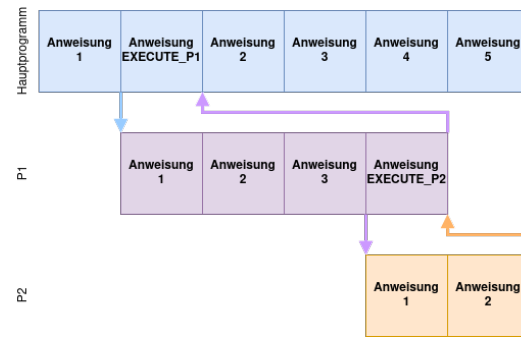 Hauptprogramm
Anweisung
1
Anweisung
EXECUTE_P1
Anweisung
2
Anweisung
3
Anweisung
4
Anweisung
5
P1
Anweisung
1
Anweisung
2
Anweisung
3
Anweisung
EXECUTE_P2
P2
Anweisung
1
Anweisung
2